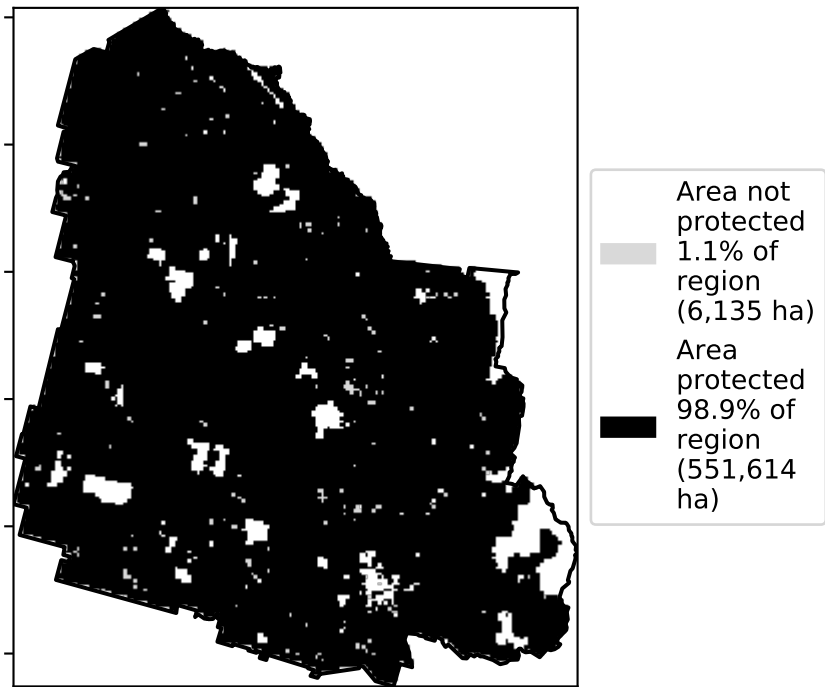 Area not
protected
1.1% of
region
(6,135 ha)
Area
protected
98.9% of
region
(551,614
ha)